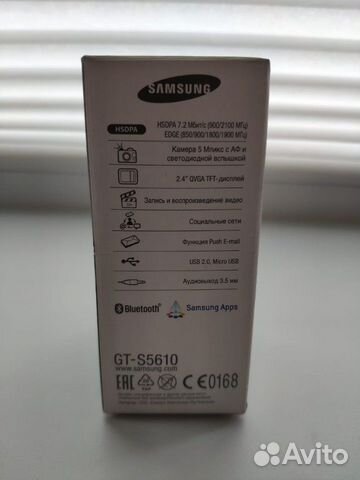 SAMSUNG
HSDPA
HSDPA 7.2 Мбит/с (900/2100 МГц)
EDGE (850/900/1800/1900 МГц)
Камера 5 Мпикс с АФ и
светодиодной вспышкой
2.4" QVGA TFT-дисплей
Запись и воспроизведение видео
Социальные сети
Функция Push E-mail
USB 2.0, Micro USB
Аудиовыход 3.5 мм
Bluetooth® Samsung Apps
GT-S5610
www.samsung.com
EAC CE0168
Avito